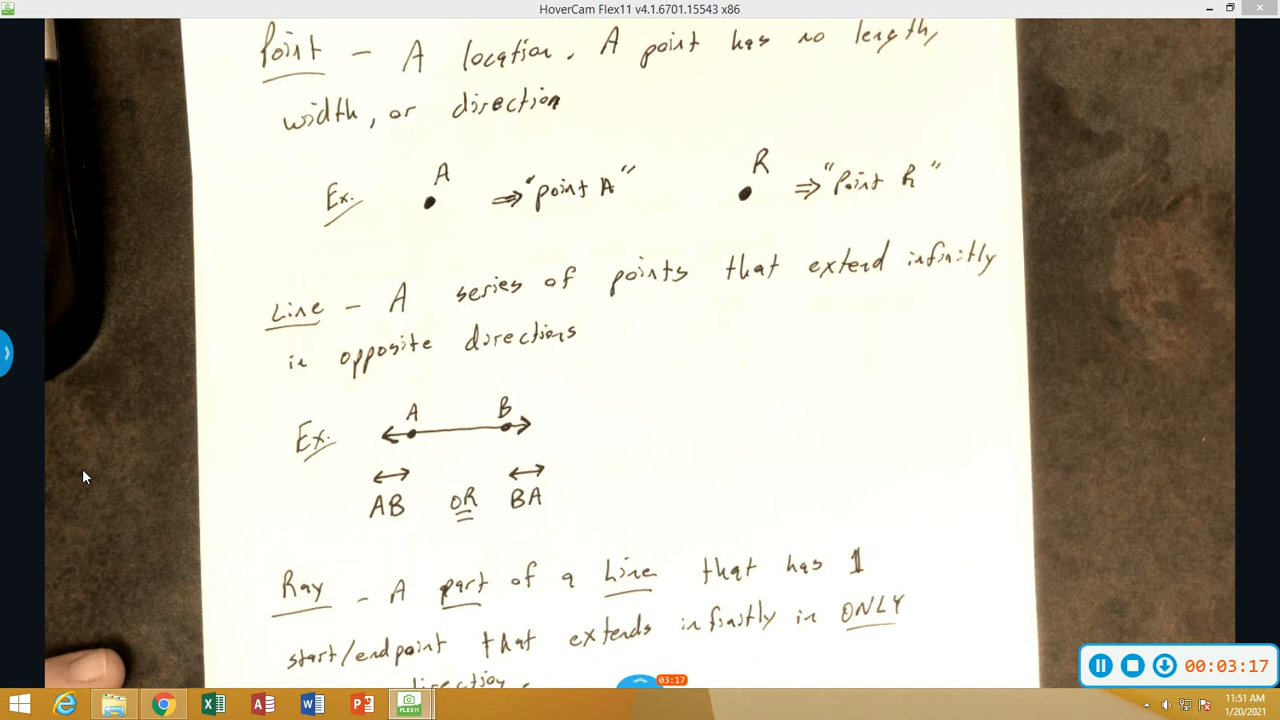 HoverCam Flex11 v4.1.6701.15543 x86
Point - A location. A point has no length,
width, or direction
A
R
Ex.
⇒ "point A"
⇒ "Point R"
Line - A series of points that extend infinitly
in opposite directions
Ex.
A B
AB OR BA
Ray - A part of a Line that has 1
start/endpoint that extends infinitly in ONLY
direction.
03:17
00:03:17
FLEX11
11:51 AM
1/20/2021